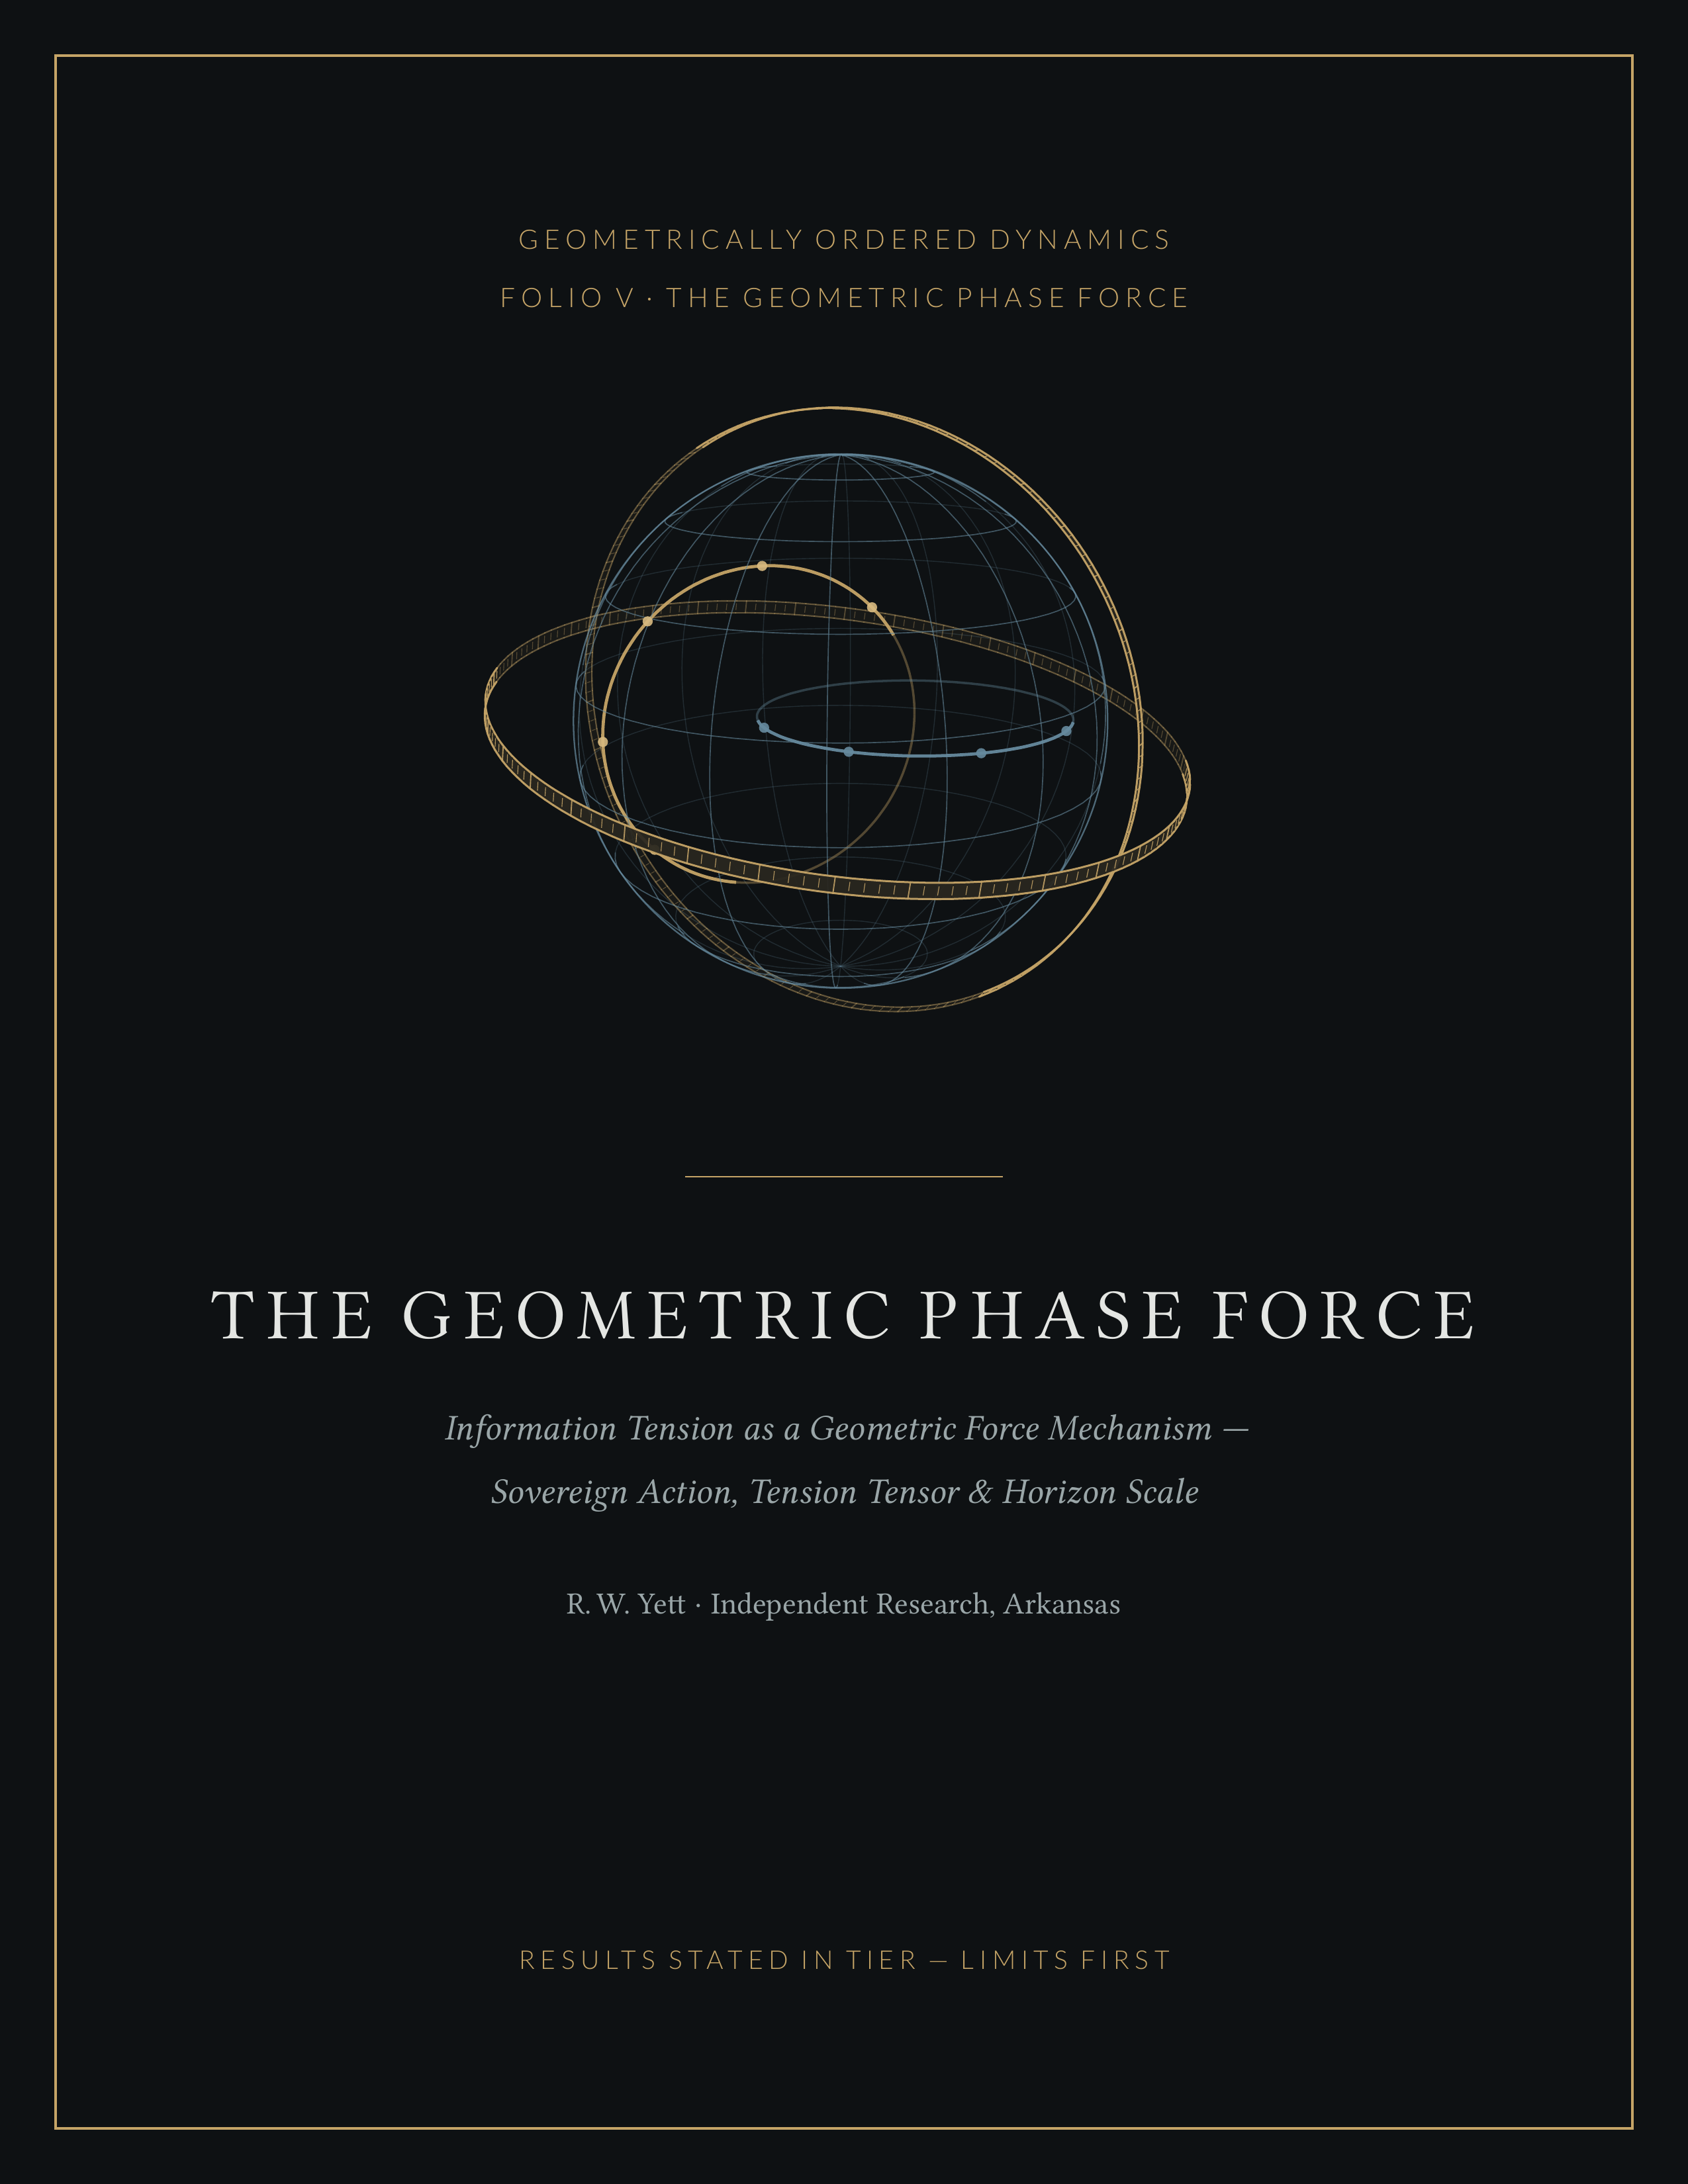 GEOMETRICALLY ORDERED DYNAMICS
FOLIO V · THE GEOMETRIC PHASE FORCE
THE GEOMETRIC PHASE FORCE
Information Tension as a Geometric Force Mechanism —
Sovereign Action, Tension Tensor & Horizon Scale
R. W. Yett · Independent Research, Arkansas
RESULTS STATED IN TIER — LIMITS FIRST